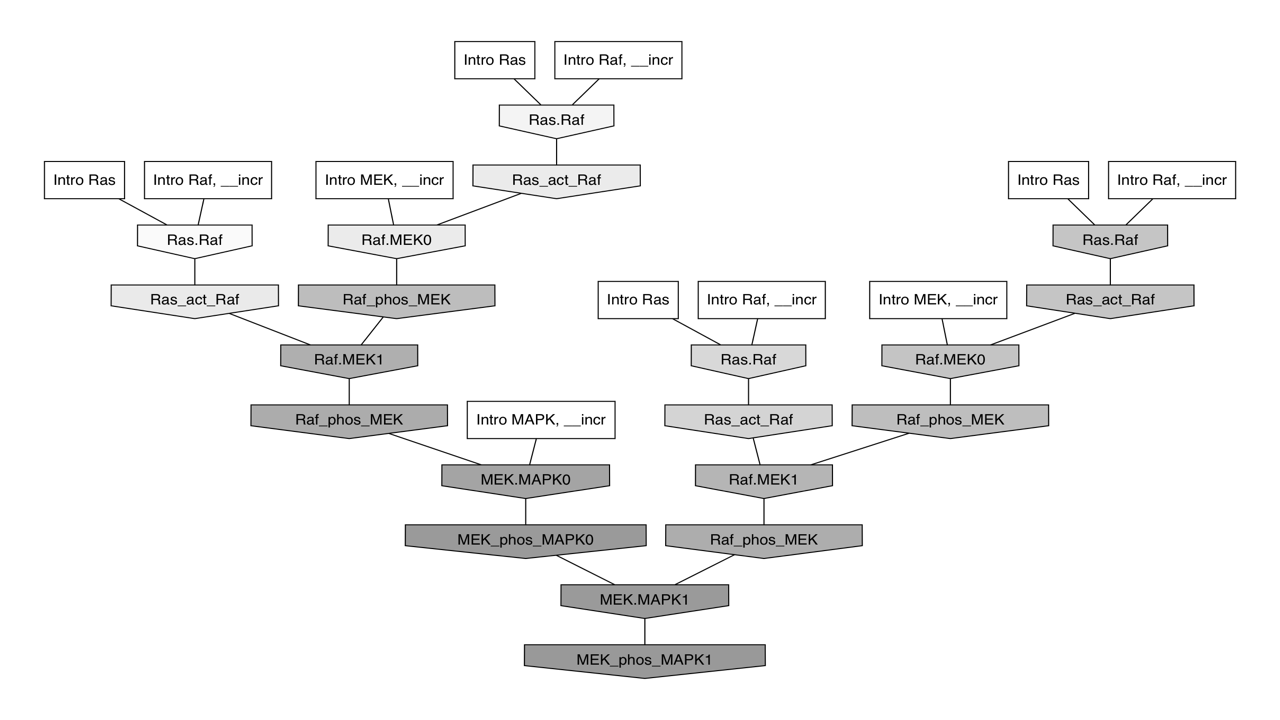 Intro Ras
Intro Raf, __incr
Ras.Raf
Intro Ras
Intro Raf, __incr
Intro MEK, __incr
Ras_act_Raf
Intro Ras
Intro Raf, __incr
Ras.Raf
Raf.MEK0
Ras.Raf
Ras_act_Raf
Raf_phos_MEK
Intro Ras
Intro Raf, __incr
Intro MEK, __incr
Ras_act_Raf
Raf.MEK1
Ras.Raf
Raf.MEK0
Raf_phos_MEK
Intro MAPK, __incr
Ras_act_Raf
Raf_phos_MEK
MEK.MAPK0
Raf.MEK1
MEK_phos_MAPK0
Raf_phos_MEK
MEK.MAPK1
MEK_phos_MAPK1